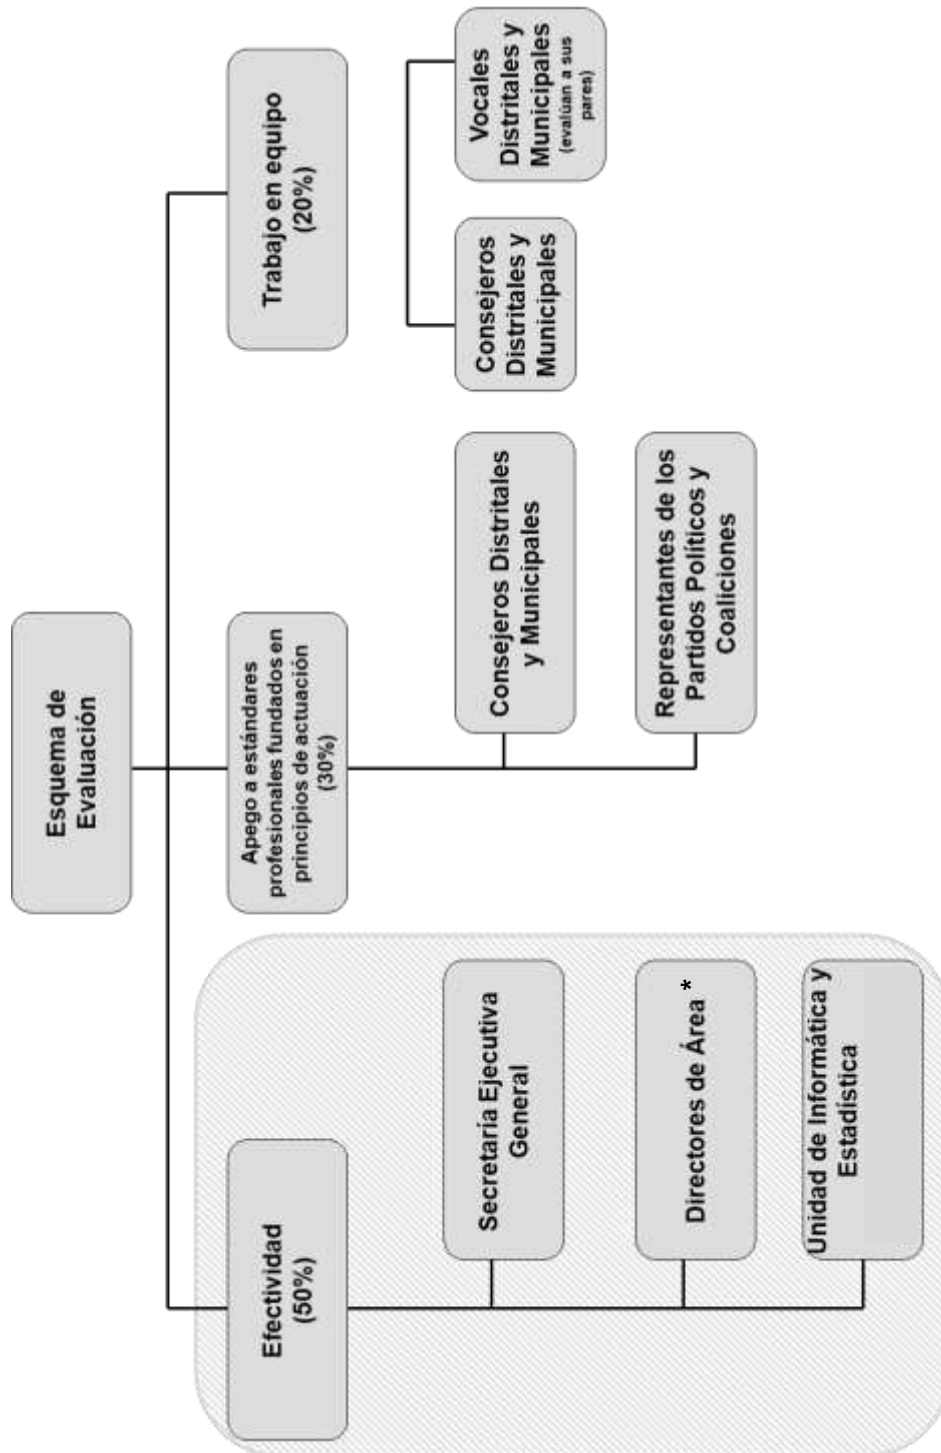 Esquema de
Evaluación
Efectividad
(50%)
Secretaría Ejecutiva
General
Directores de Área *
Unidad de Informática y
Estadística
Apego a estándares
profesionales fundados en
principios de actuación
(30%)
Consejeros Distritales
y Municipales
Representantes de los
Partidos Políticos y
Coaliciones
Trabajo en equipo
(20%)
Consejeros
Distritales y
Municipales
Vocales
Distritales y
Municipales
(evalúan a sus
pares)